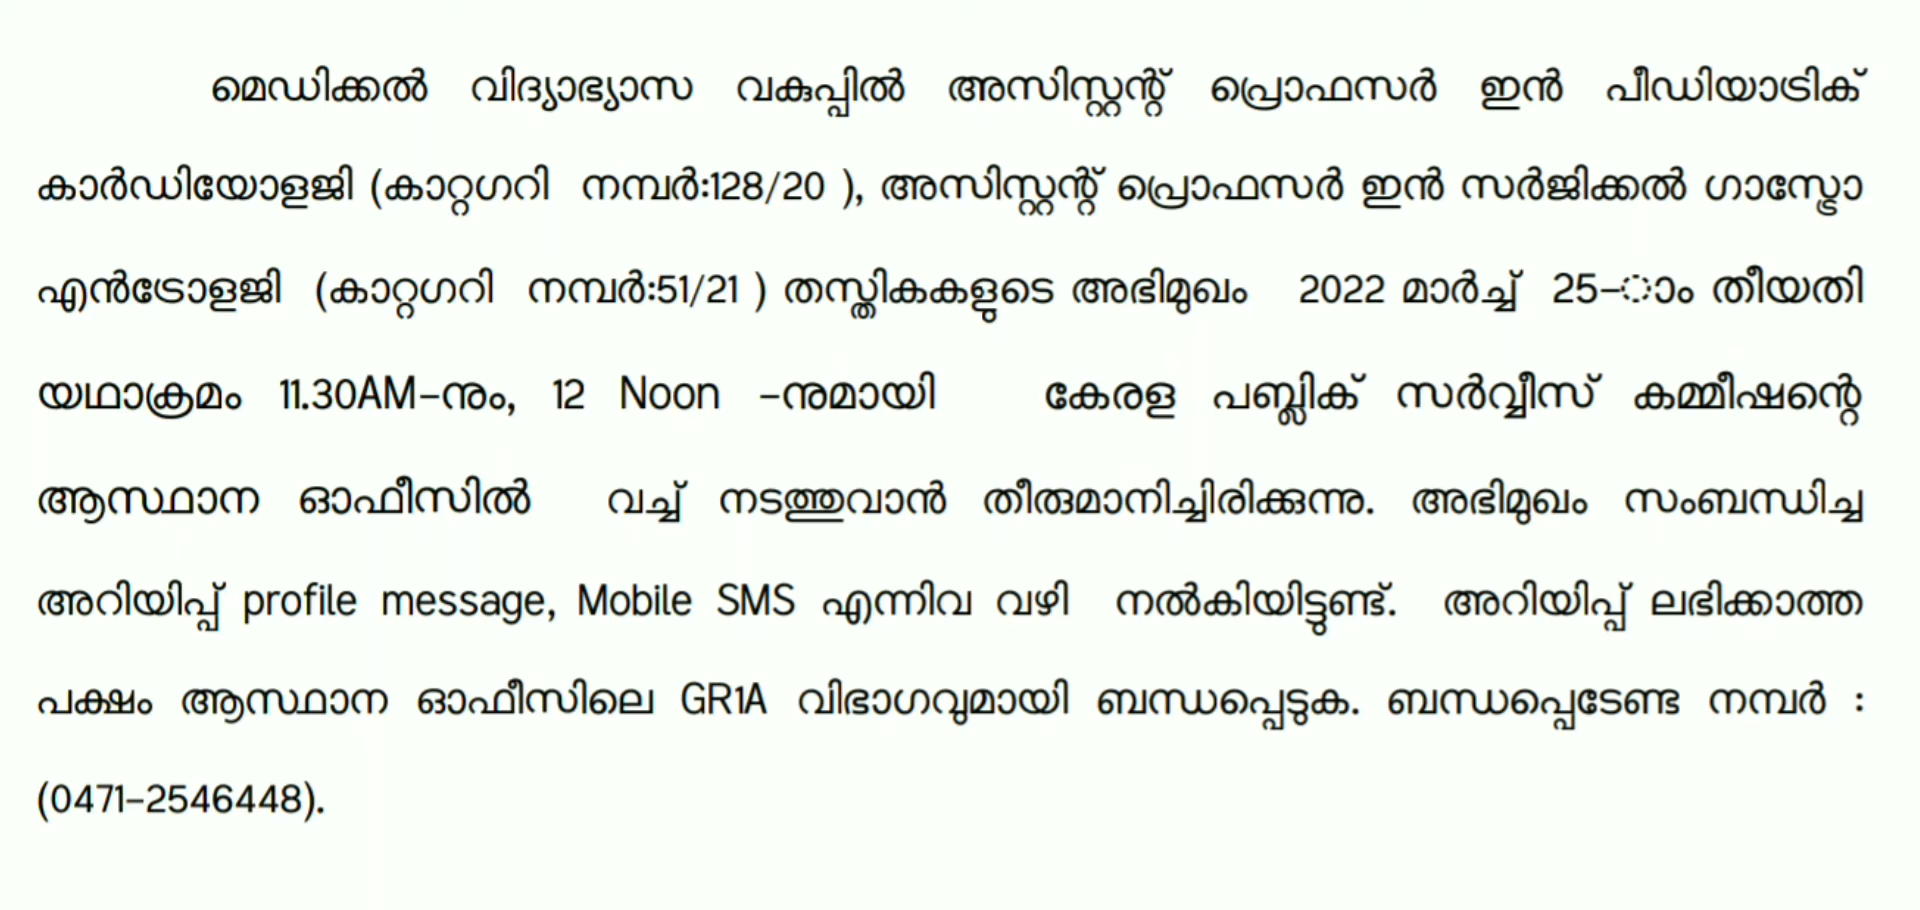 മെഡിക്കൽ വിദ്യാഭ്യാസ വകുപ്പിൽ അസിസ്റ്റന്റ് പ്രൊഫസർ ഇൻ പീഡിയാട്രിക്
കാർഡിയോളജി (കാറ്റഗറി നമ്പർ:128/20 ), അസിസ്റ്റന്റ് പ്രൊഫസർ ഇൻ സർജിക്കൽ ഗാസ്ട്രോ
എൻട്രോളജി (കാറ്റഗറി നമ്പർ:51/21 ) തസ്തികകളുടെ അഭിമുഖം 2022 മാർച്ച് 25-ാം തീയതി
യഥാക്രമം 11.30AM-നും, 12 Noon -നുമായി കേരള പബ്ലിക് സർവ്വീസ് കമ്മീഷന്റെ
ആസ്ഥാന ഓഫീസിൽ വച്ച് നടത്തുവാൻ തീരുമാനിച്ചിരിക്കുന്നു. അഭിമുഖം സംബന്ധിച്ച
അറിയിപ്പ് profile message, Mobile SMS എന്നിവ വഴി നൽകിയിട്ടുണ്ട്. അറിയിപ്പ് ലഭിക്കാത്ത
പക്ഷം ആസ്ഥാന ഓഫീസിലെ GR1A വിഭാഗവുമായി ബന്ധപ്പെടുക. ബന്ധപ്പെടേണ്ട നമ്പർ :
(0471-2546448).